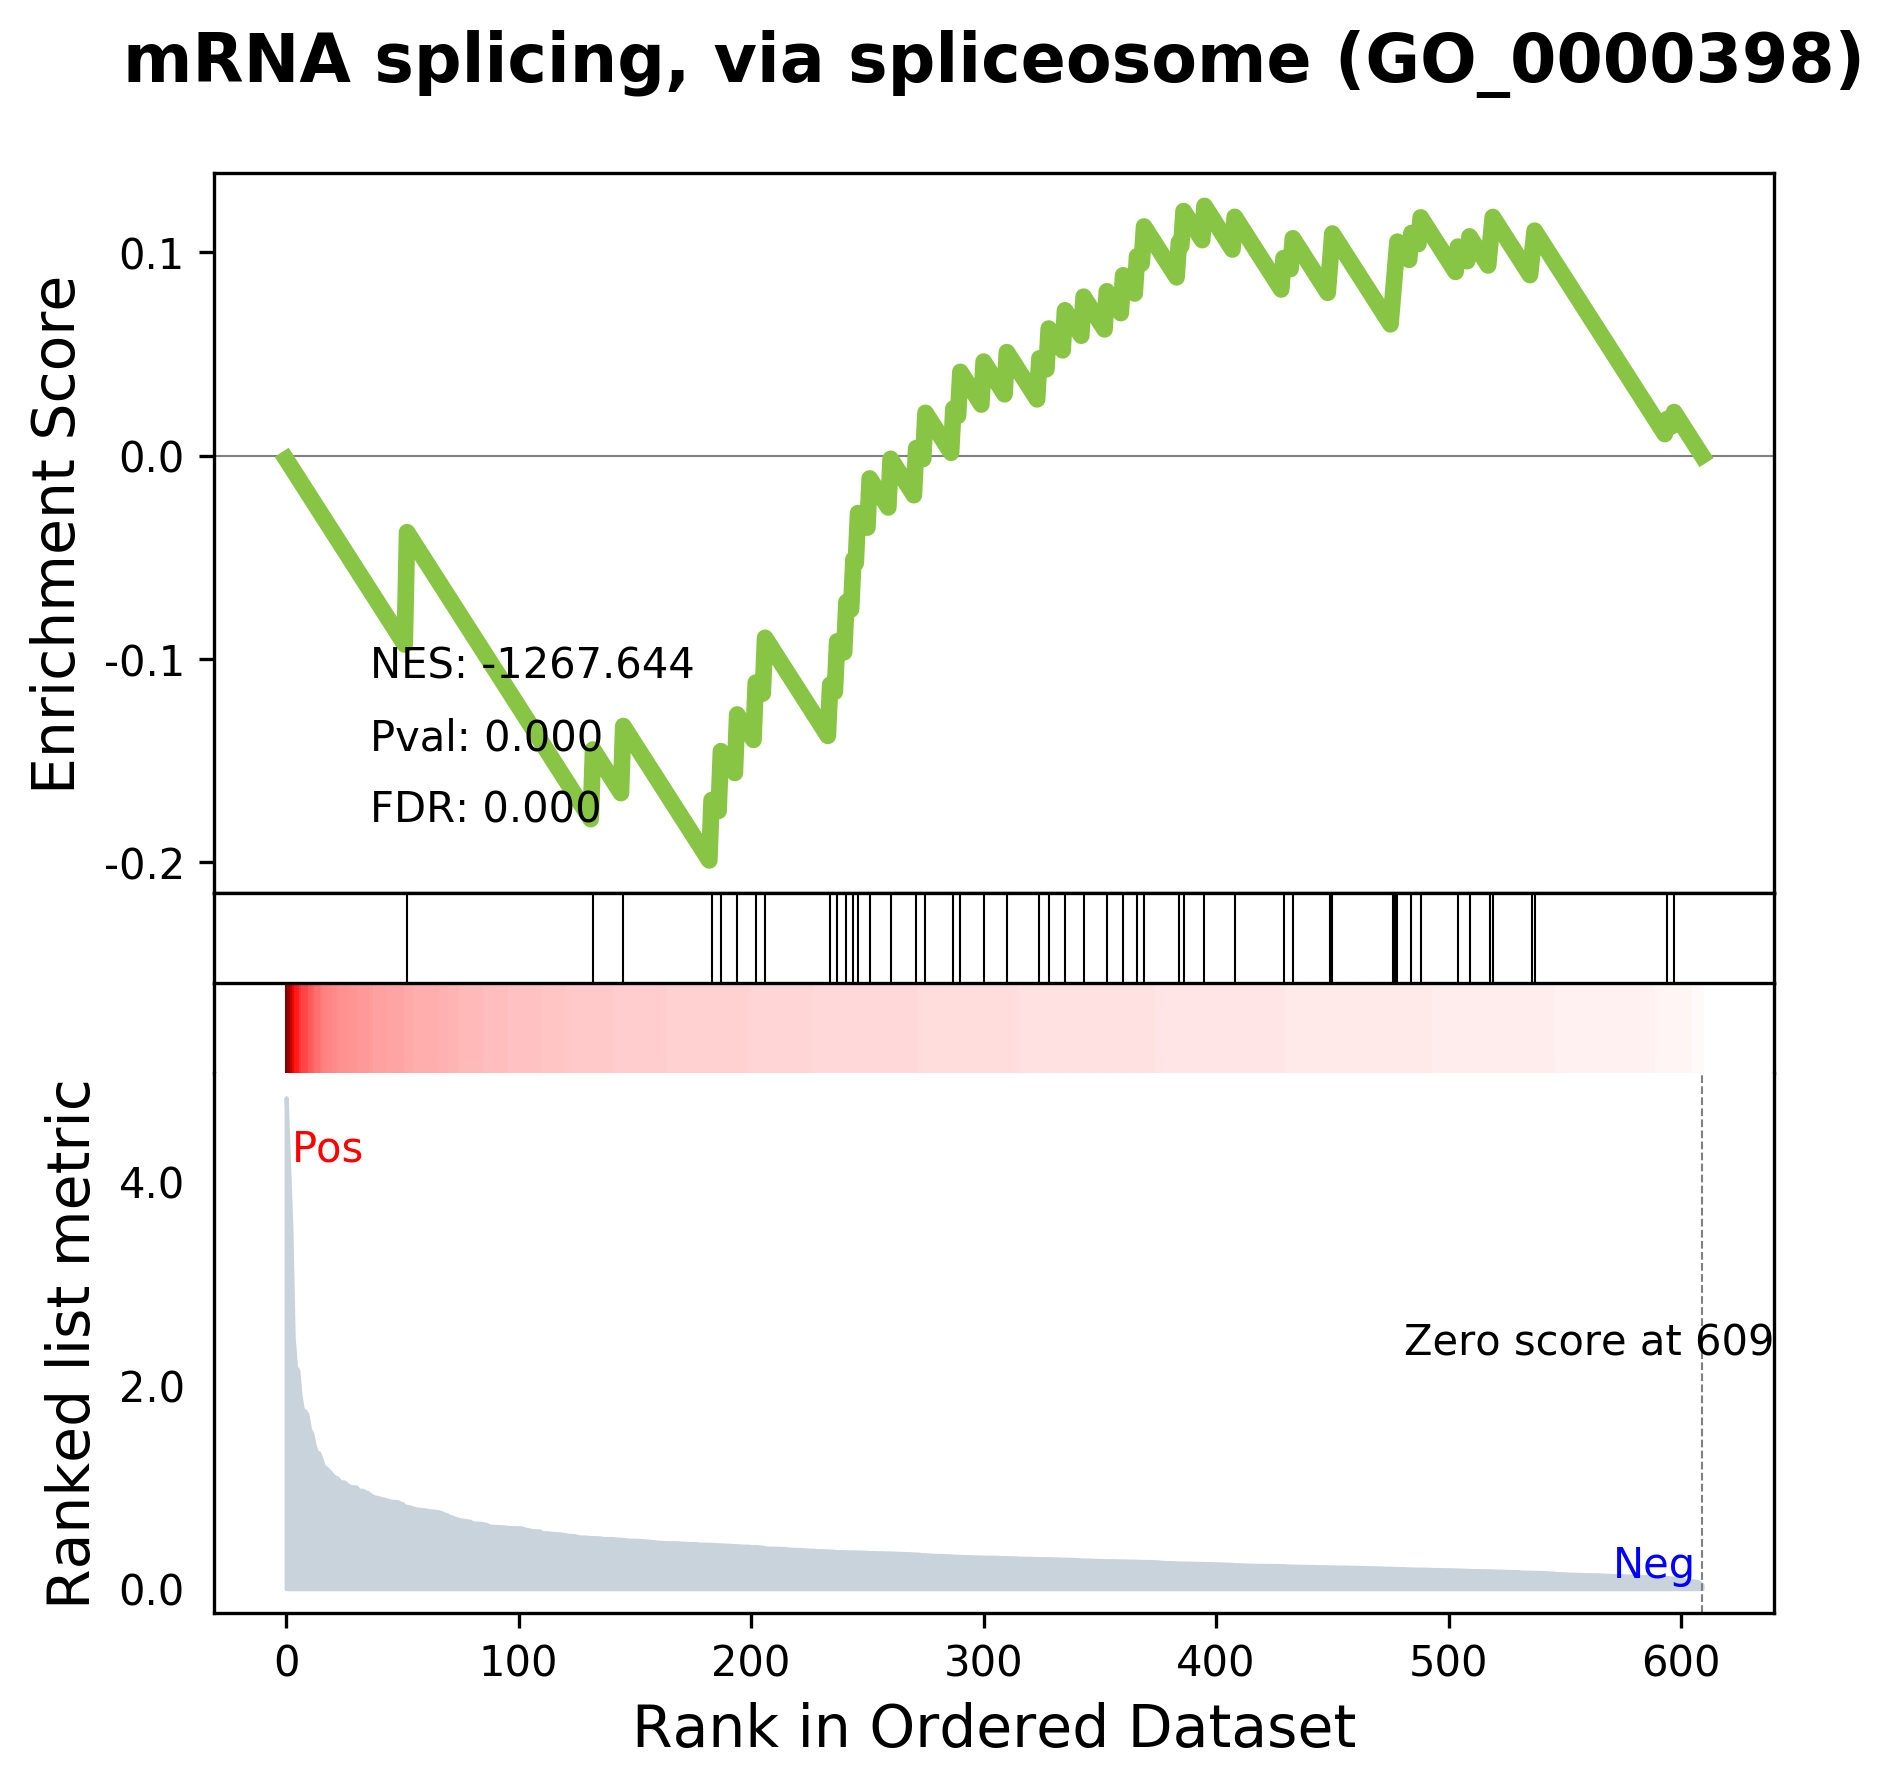 mRNA splicing, via spliceosome (GO_0000398)
Enrichment Score
0.1
0.0
-0.1
-0.2
NES: -1267.644
Pval: 0.000
FDR: 0.000
Ranked list metric
4.0
2.0
0.0
Pos
Zero score at 609
Neg
0 100 200 300 400 500 600
Rank in Ordered Dataset